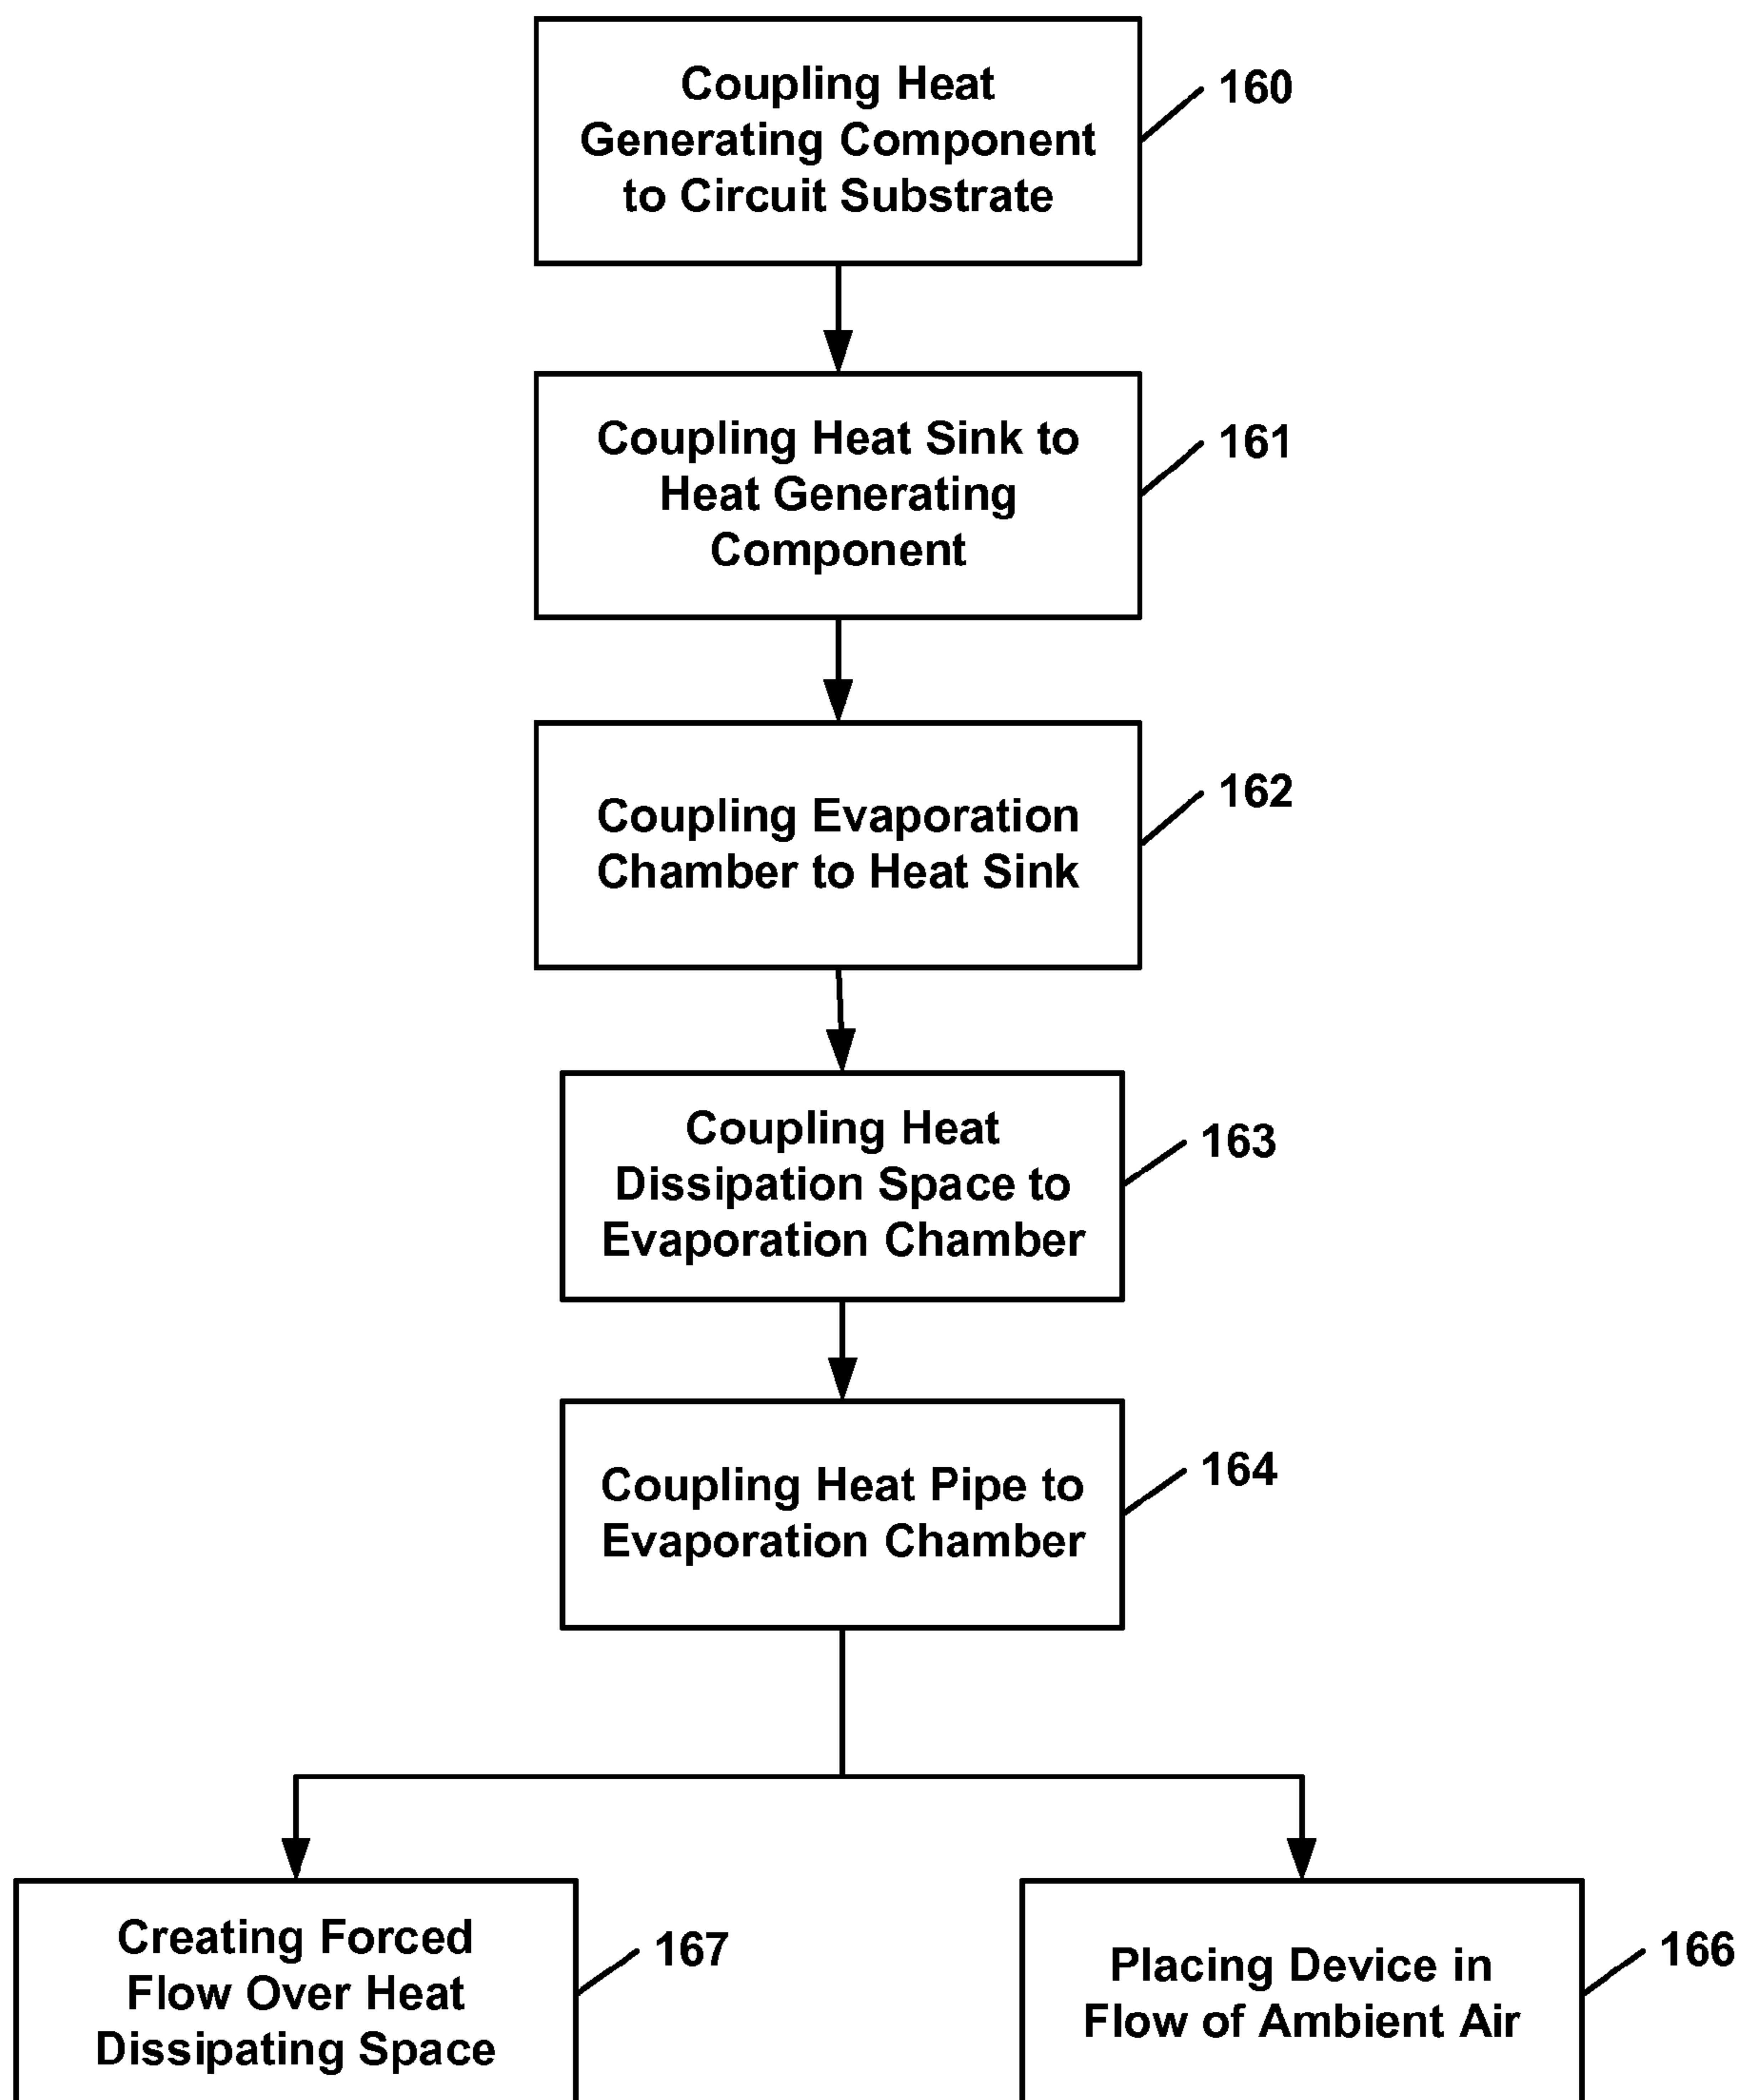 Coupling Heat
Generating Component
to Circuit Substrate
160
Coupling Heat Sink to
Heat Generating
Component
161
Coupling Evaporation
Chamber to Heat Sink
162
Coupling Heat
Dissipation Space to
Evaporation Chamber
163
Coupling Heat Pipe to
Evaporation Chamber
164
Creating Forced
Flow Over Heat
Dissipating Space
167
Placing Device in
Flow of Ambient Air
166